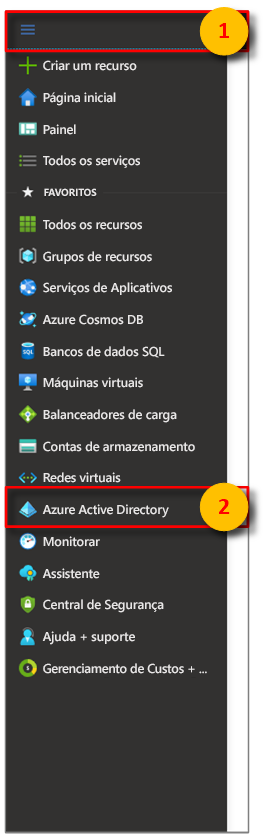 1
Criar um recurso
Página inicial
Painel
Todos os serviços
FAVORITOS
Todos os recursos
Grupos de recursos
Serviços de Aplicativos
Azure Cosmos DB
SQL Bancos de dados SQL
Máquinas virtuais
Balanceadores de carga
Contas de armazenamento
Redes virtuais
Azure Active Directory 2
Monitorar
Assistente
Central de Segurança
Ajuda + suporte
$ Gerenciamento de Custos + ...